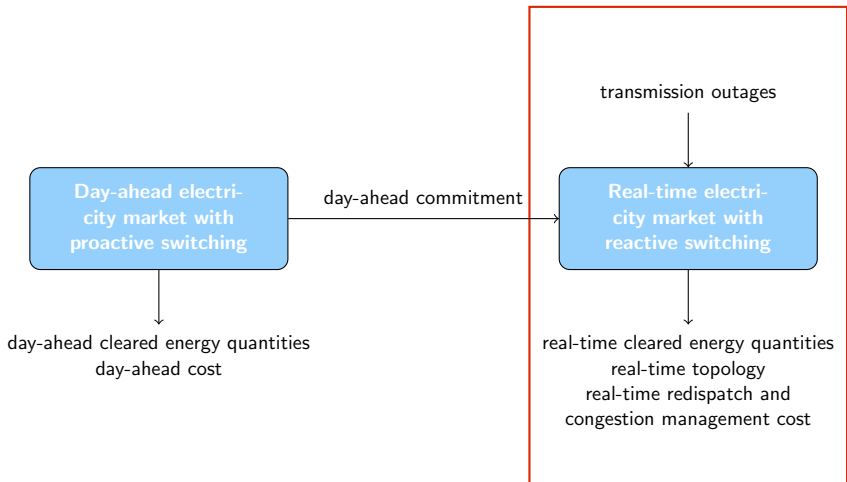 transmission outages
Day-ahead electri-
city market with
proactive switching
day-ahead commitment
Real-time electri-
city market with
reactive switching
day-ahead cleared energy quantities
day-ahead cost
real-time cleared energy quantities
real-time topology
real-time redispatch and
congestion management cost